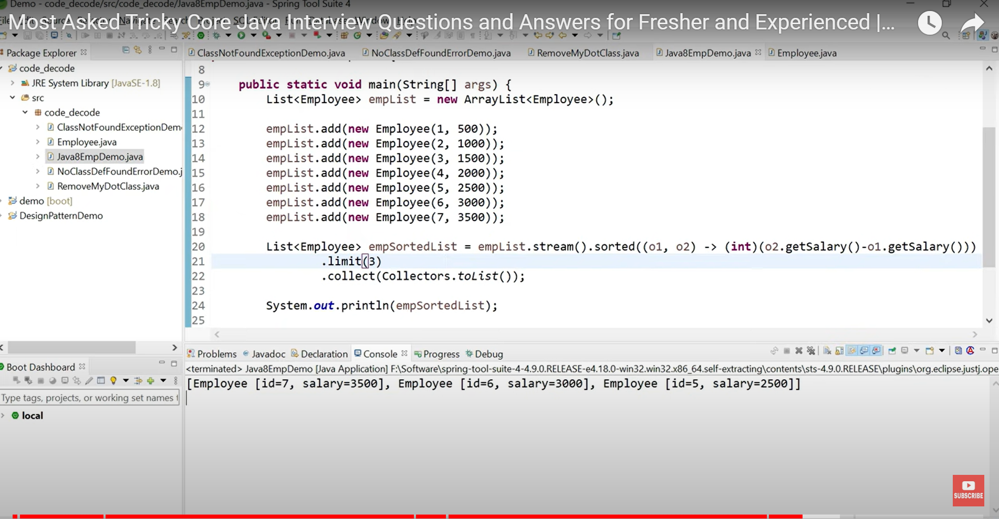 Demo - code_decode/src/code_decode/Java8EmpDemo.java - Spring Tool Suite 4
Most Asked Tricky Core Java Interview Questions and Answers for Fresher and Experienced |...
Package Explorer
code_decode
JRE System Library [JavaSE-1.8]
src
code_decode
ClassNotFoundExceptionDem
Employee.java
Java8EmpDemo.java
NoClassDefFoundErrorDemo.j
RemoveMyDotClass.java
demo [boot]
DesignPatternDemo
Boot Dashboard
Type tags, projects, or working set names
local
ClassNotFoundExceptionDemo.java NoClassDefFoundErrorDemo.java RemoveMyDotClass.java Java8EmpDemo.java Employee.java
8
9 public static void main(String[] args) {
10 List<Employee> empList = new ArrayList<Employee>();
11
12 empList.add(new Employee(1, 500));
13 empList.add(new Employee(2, 1000));
14 empList.add(new Employee(3, 1500));
15 empList.add(new Employee(4, 2000));
16 empList.add(new Employee(5, 2500));
17 empList.add(new Employee(6, 3000));
18 empList.add(new Employee(7, 3500));
19
20 List<Employee> empSortedList = empList.stream().sorted((o1, o2) -> (int)(o2.getSalary()-o1.getSalary()))
21 .limit(3)
22 .collect(Collectors.toList());
23
24 System.out.println(empSortedList);
25
Problems Javadoc Declaration Console Progress Debug
<terminated> Java8EmpDemo [Java Application] F:\Software\spring-tool-suite-4-4.9.0.RELEASE-e4.18.0-win32.win32.x86_64.self-extracting\contents\sts-4.9.0.RELEASE\plugins\org.eclipse.justj.ope
[Employee [id=7, salary=3500], Employee [id=6, salary=3000], Employee [id=5, salary=2500]]
SUBSCRIBE